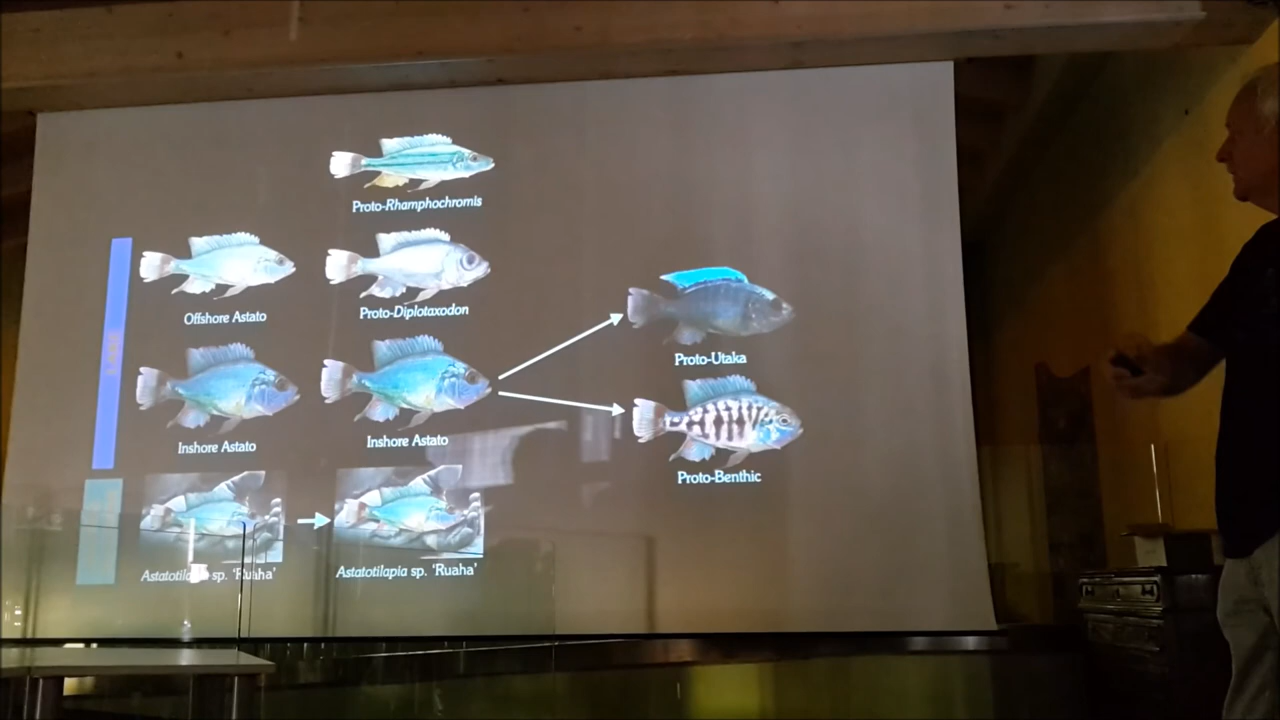 Proto-Rhamphochromis
Offshore Astato
Proto-Diplotaxodon
Proto-Utaka
Inshore Astato
Inshore Astato
Proto-Benthic
Astatotilapia sp. 'Ruaha'
Astatotilapia sp. 'Ruaha'